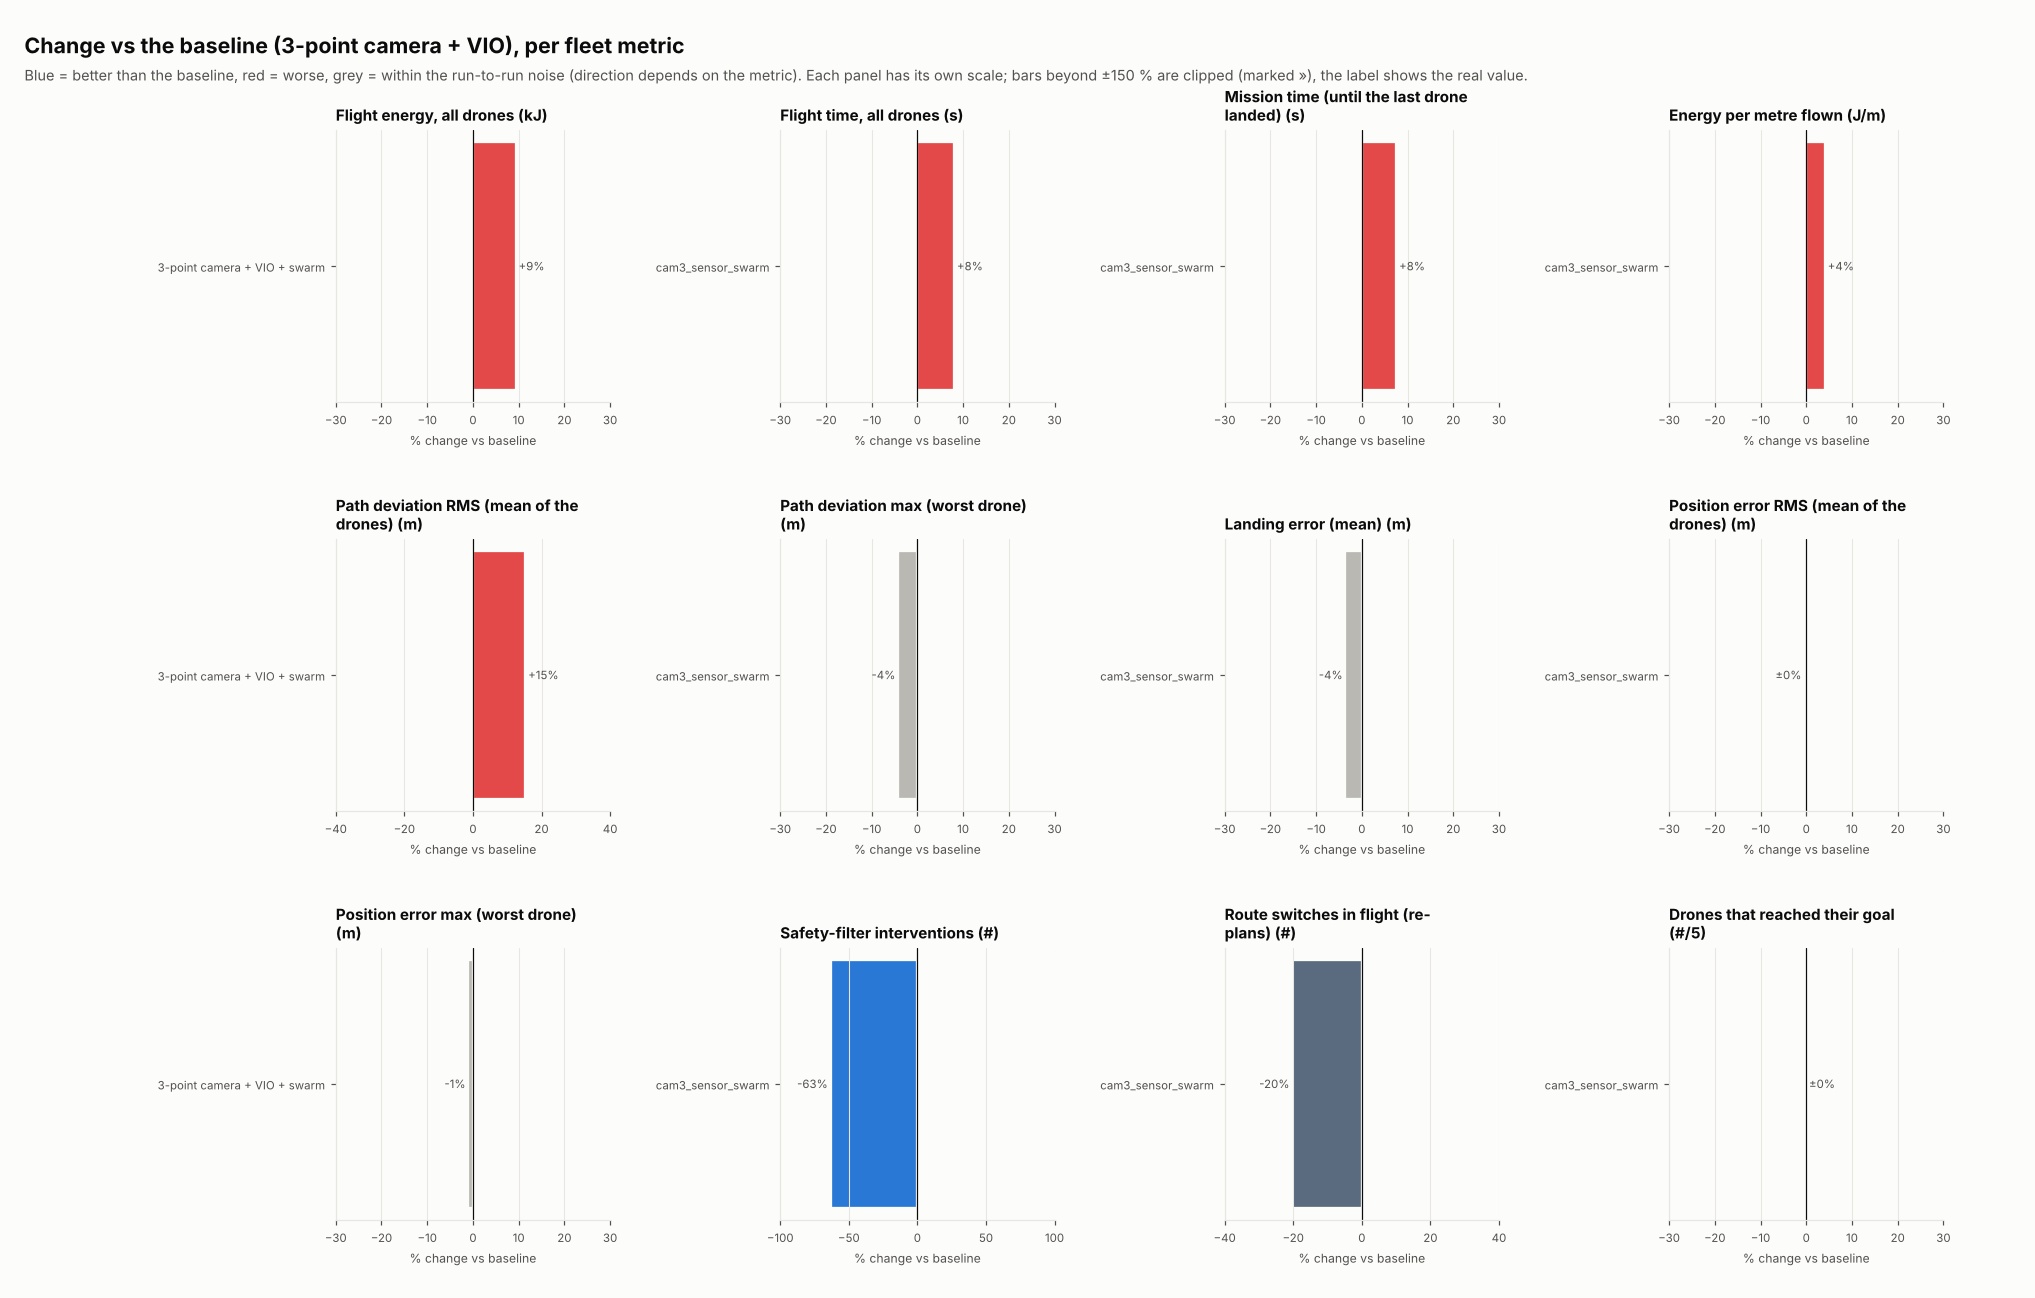 Change vs the baseline (3-point camera + VIO), per fleet metric
Blue = better than the baseline, red = worse, grey = within the run-to-run noise (direction depends on the metric). Each panel has its own scale; bars beyond ±150 % are clipped (marked »), the label shows the real value.
Flight energy, all drones (kJ)
3-point camera + VIO + swarm
+9%
−30 −20 −10 0 10 20 30
% change vs baseline
Flight time, all drones (s)
cam3_sensor_swarm
+8%
−30 −20 −10 0 10 20 30
% change vs baseline
Mission time (until the last drone
landed) (s)
cam3_sensor_swarm
+8%
−30 −20 −10 0 10 20 30
% change vs baseline
Energy per metre flown (J/m)
cam3_sensor_swarm
+4%
−30 −20 −10 0 10 20 30
% change vs baseline
Path deviation RMS (mean of the
drones) (m)
3-point camera + VIO + swarm
+15%
−40 −20 0 20 40
% change vs baseline
Path deviation max (worst drone)
(m)
cam3_sensor_swarm
-4%
−30 −20 −10 0 10 20 30
% change vs baseline
Landing error (mean) (m)
cam3_sensor_swarm
-4%
−30 −20 −10 0 10 20 30
% change vs baseline
Position error RMS (mean of the
drones) (m)
cam3_sensor_swarm
±0%
−30 −20 −10 0 10 20 30
% change vs baseline
Position error max (worst drone)
(m)
3-point camera + VIO + swarm
-1%
−30 −20 −10 0 10 20 30
% change vs baseline
Safety-filter interventions (#)
cam3_sensor_swarm
-63%
−100 −50 0 50 100
% change vs baseline
Route switches in flight (re-
plans) (#)
cam3_sensor_swarm
-20%
−40 −20 0 20 40
% change vs baseline
Drones that reached their goal
(#/5)
cam3_sensor_swarm
±0%
−30 −20 −10 0 10 20 30
% change vs baseline